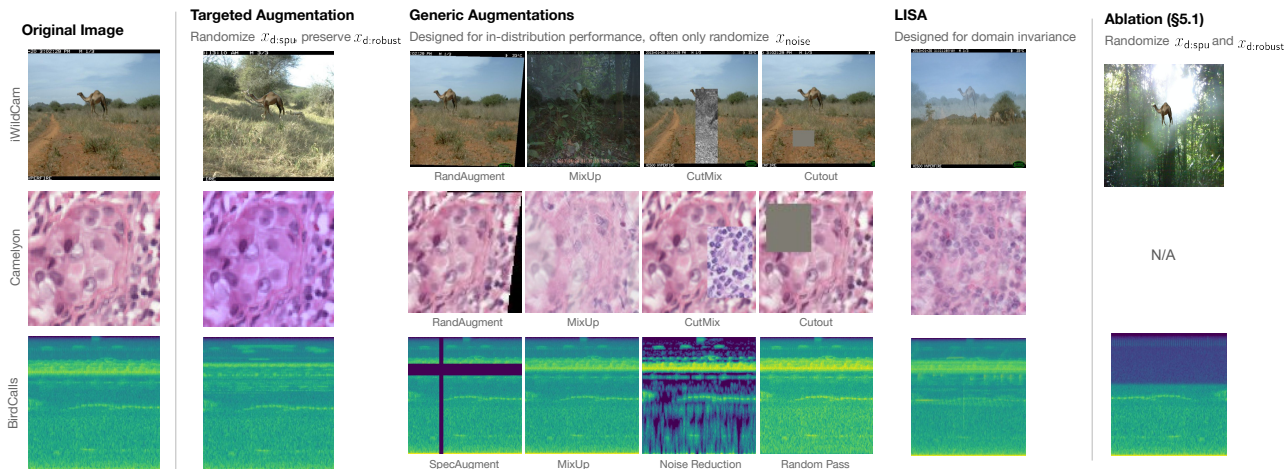 Original Image
Targeted Augmentation
Randomize x_d:spu, preserve x_d:robust
Generic Augmentations
Designed for in-distribution performance, often only randomize x_noise
LISA
Designed for domain invariance
Ablation (§5.1)
Randomize x_d:spu and x_d:robust
iWildCam
RandAugment
MixUp
CutMix
Cutout
Camelyon
N/A
RandAugment
MixUp
CutMix
Cutout
BirdCalls
SpecAugment
MixUp
Noise Reduction
Random Pass